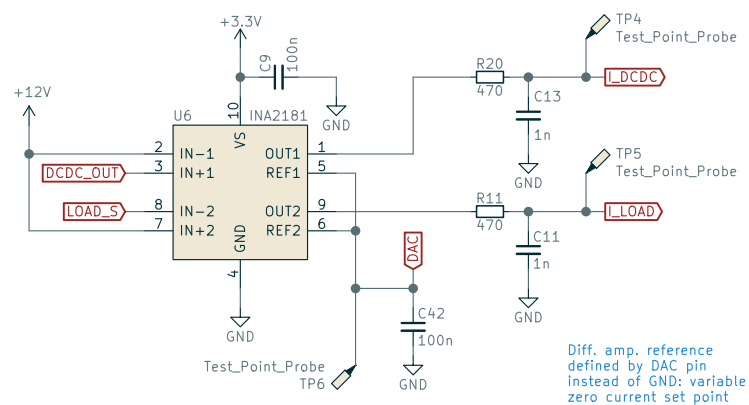 TP4
Test_Point_Probe
+3.3V
C9
100n
GND
R20
470
I_DCDC
C13
1n
GND
+12V
U6
INA2181
10
VS
2
IN-1
OUT1
1
DCDC_OUT
3
IN+1
REF1
5
LOAD_S
8
IN-2
OUT2
9
7
IN+2
REF2
6
GND
4
GND
TP5
Test_Point_Probe
R11
470
I_LOAD
C11
1n
GND
DAC
C42
100n
GND
Test_Point_Probe
TP6
Diff. amp. reference
defined by DAC pin
instead of GND: variable
zero current set point